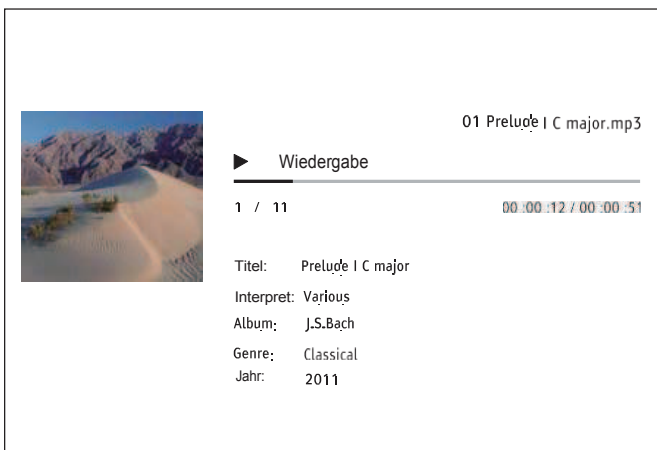 01 Prelude I C major.mp3
Wiedergabe
1 / 11 00:00:12 / 00:00:51
Titel: Prelude I C major
Interpret: Various
Album: J.S.Bach
Genre: Classical
Jahr: 2011